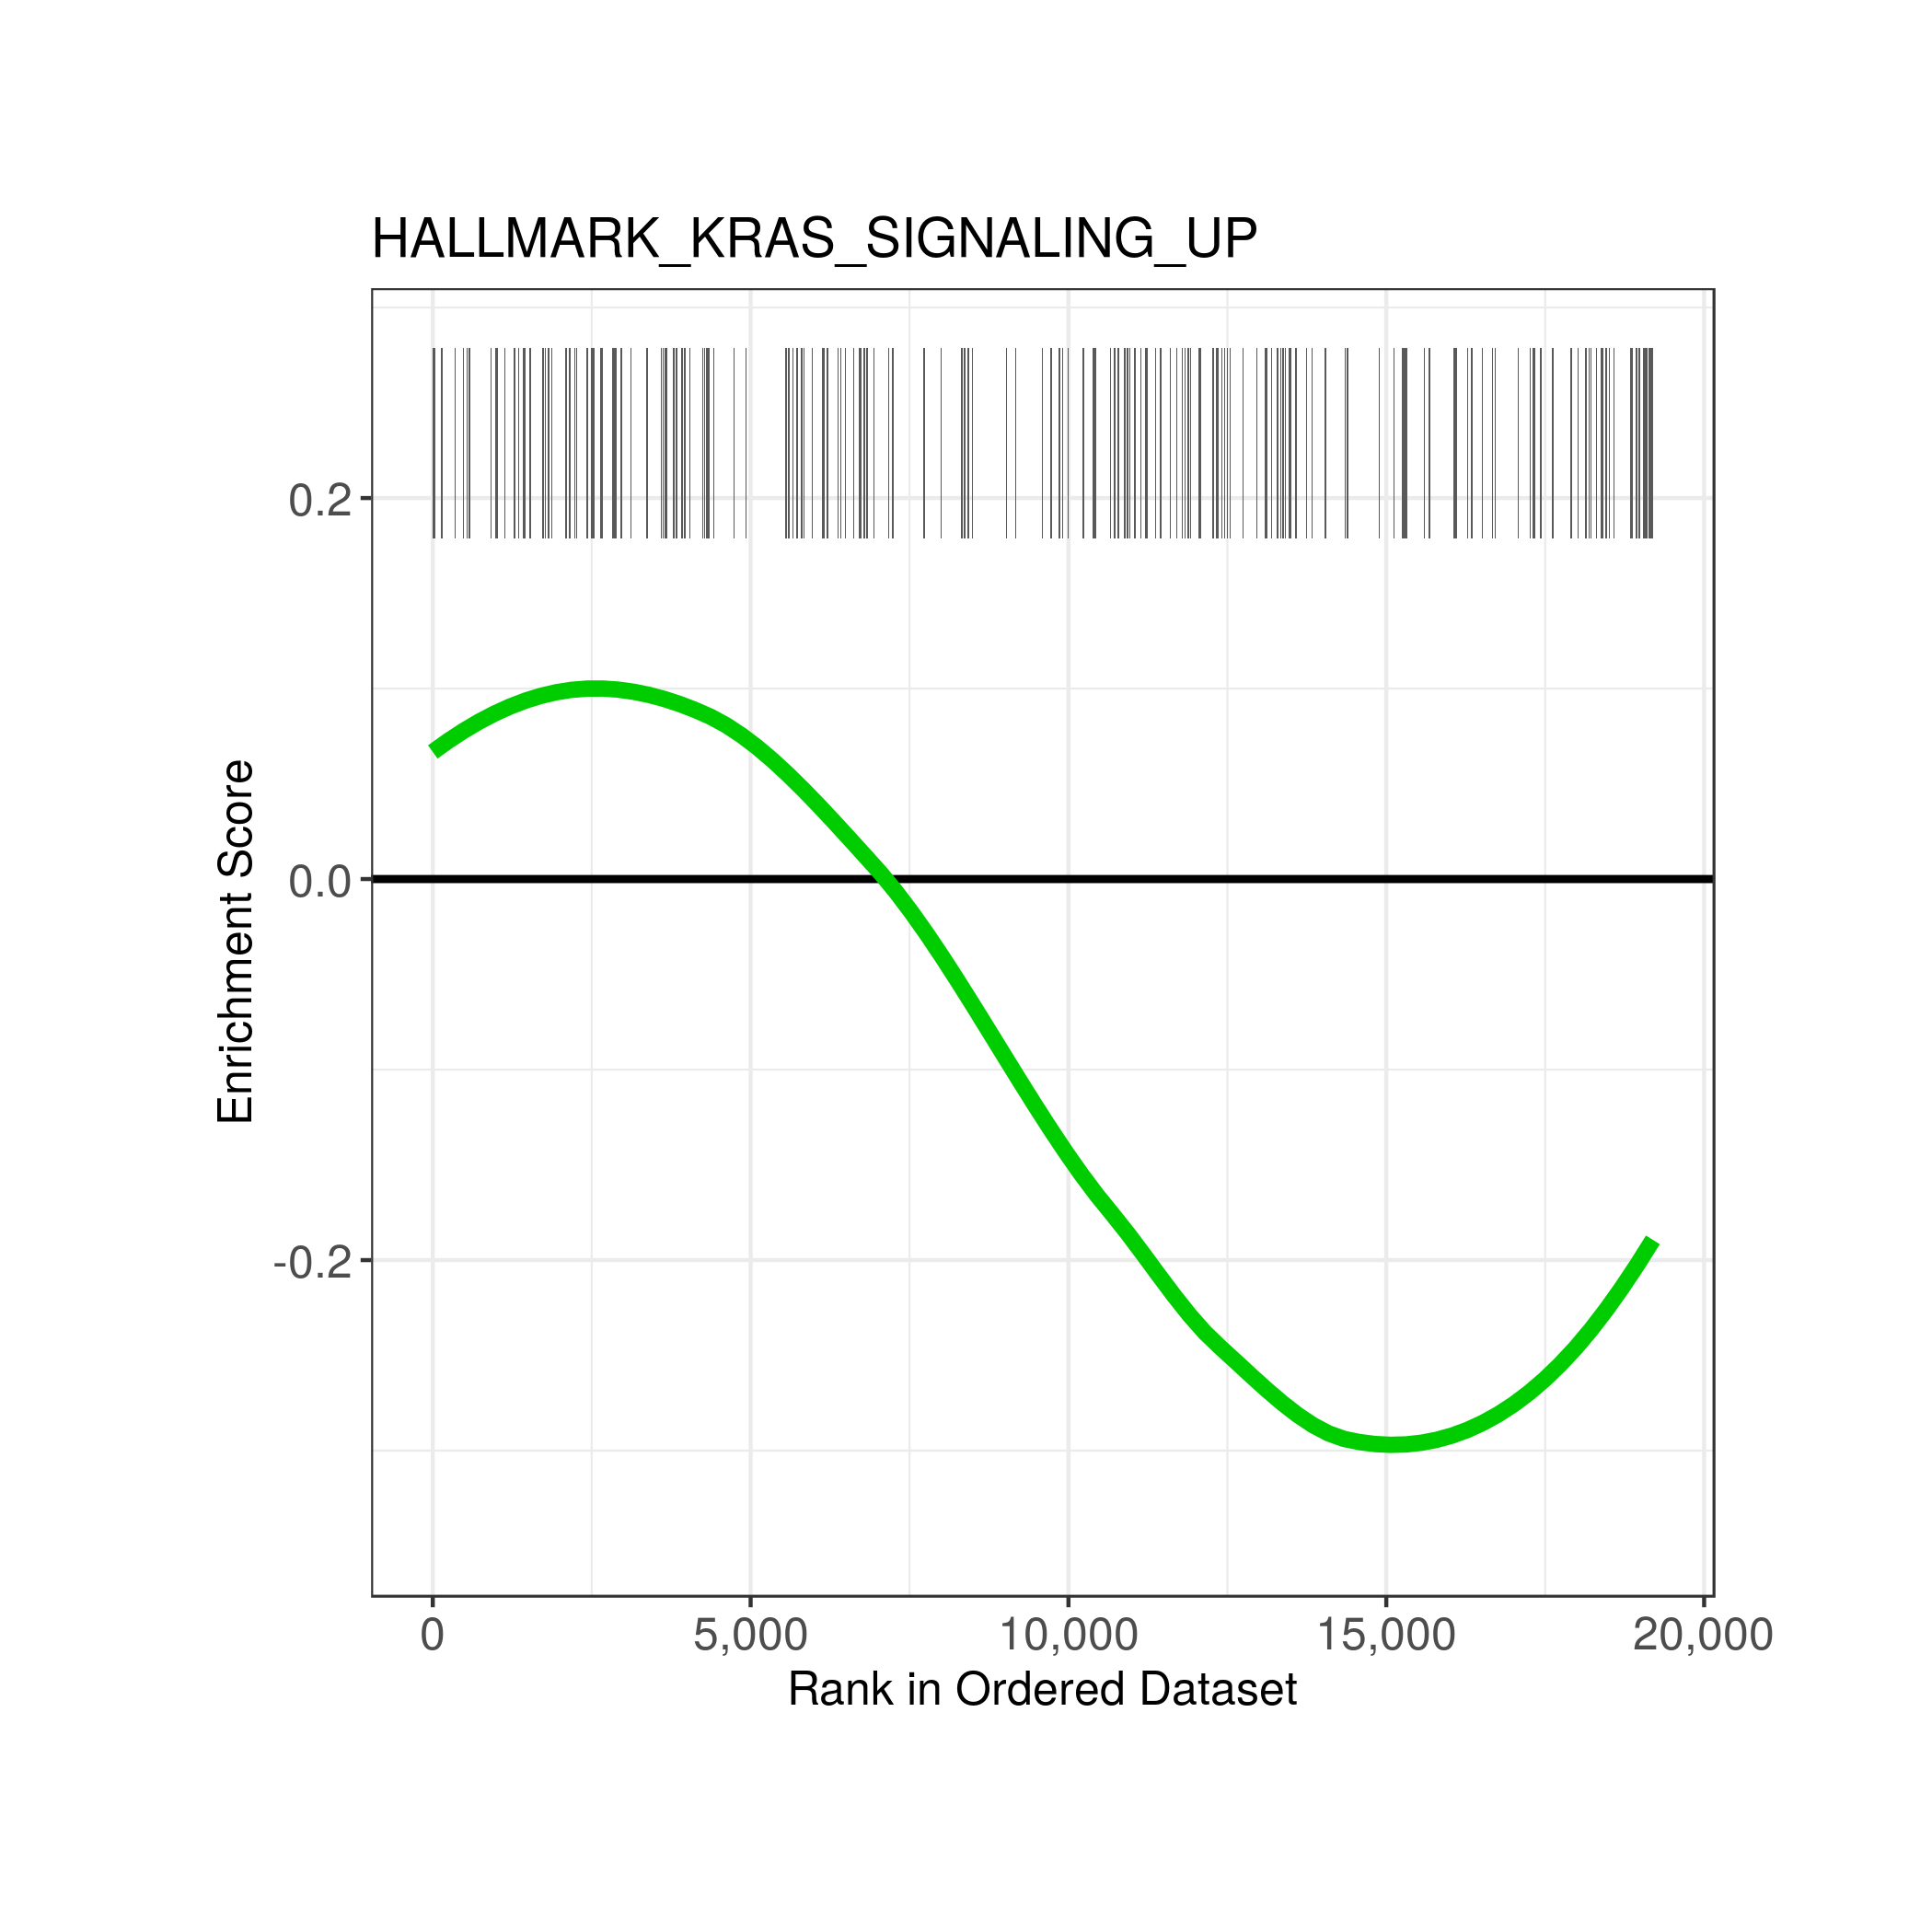 HALLMARK_KRAS_SIGNALING_UP
Enrichment Score
0.2
0.0
-0.2
0
5,000
10,000
15,000
20,000
Rank in Ordered Dataset